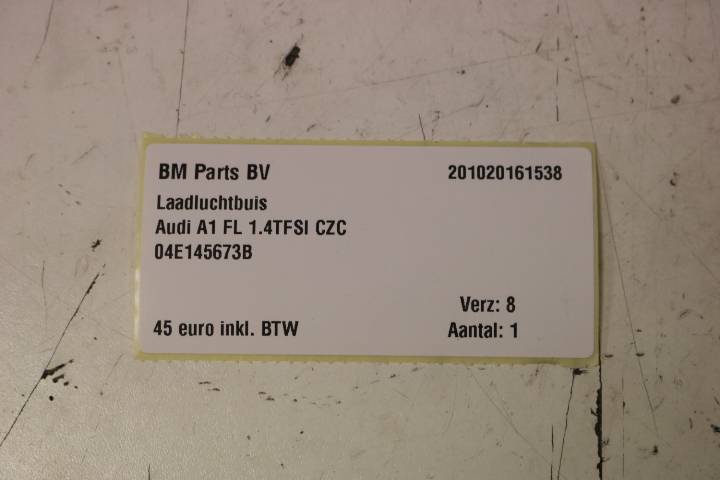 BM Parts BV 201020161538
Laadluchtbuis
Audi A1 FL 1.4TFSI CZC
04E145673B
Verz: 8
45 euro inkl. BTW Aantal: 1